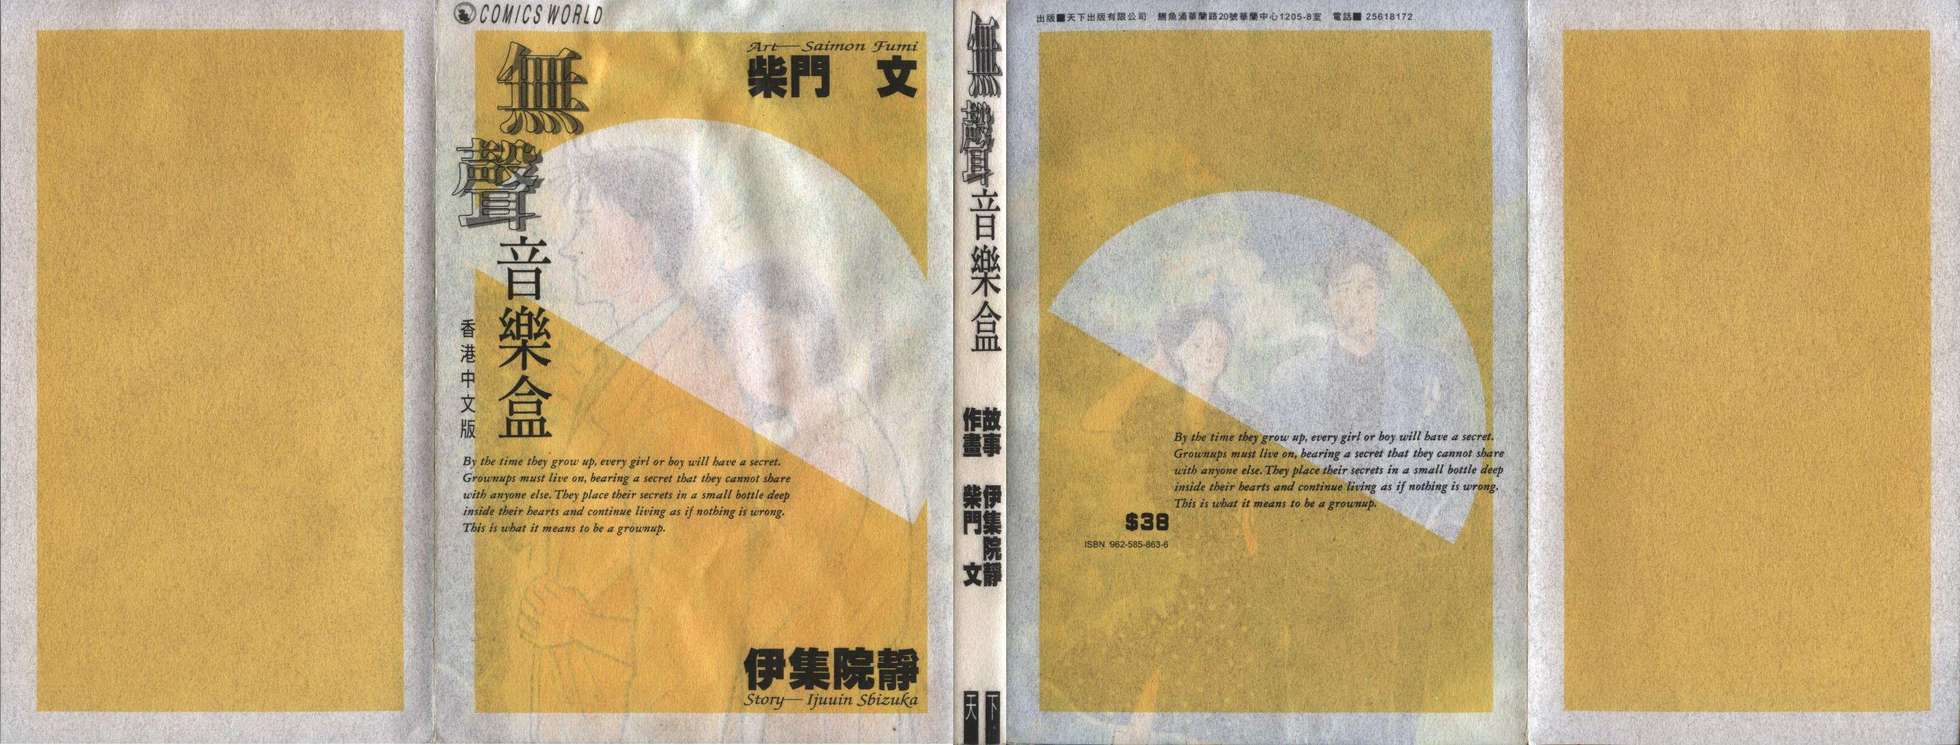 COMICS WORLD
Art—Saimon Fumi
柴門 文
無聲音樂盒
香港中文版
By the time they grow up, every girl or boy will have a secret.
Grownups must live on, bearing a secret that they cannot share
with anyone else. They place their secrets in a small bottle deep
inside their hearts and continue living as if nothing is wrong.
This is what it means to be a grownup.
伊集院靜
Story—Ijuuin Sbizuka
無聲音樂盒
故事 伊集院靜
作畫 柴門 文
天下
出版■天下出版有限公司 鰂魚涌華蘭路20號華蘭中心1205-8室 電話■ 25618172
By the time they grow up, every girl or boy will have a secret.
Grownups must live on, bearing a secret that they cannot share
with anyone else. They place their secrets in a small bottle deep
inside their hearts and continue living as if nothing is wrong.
This is what it means to be a grownup.
$38
ISBN 962-585-863-6